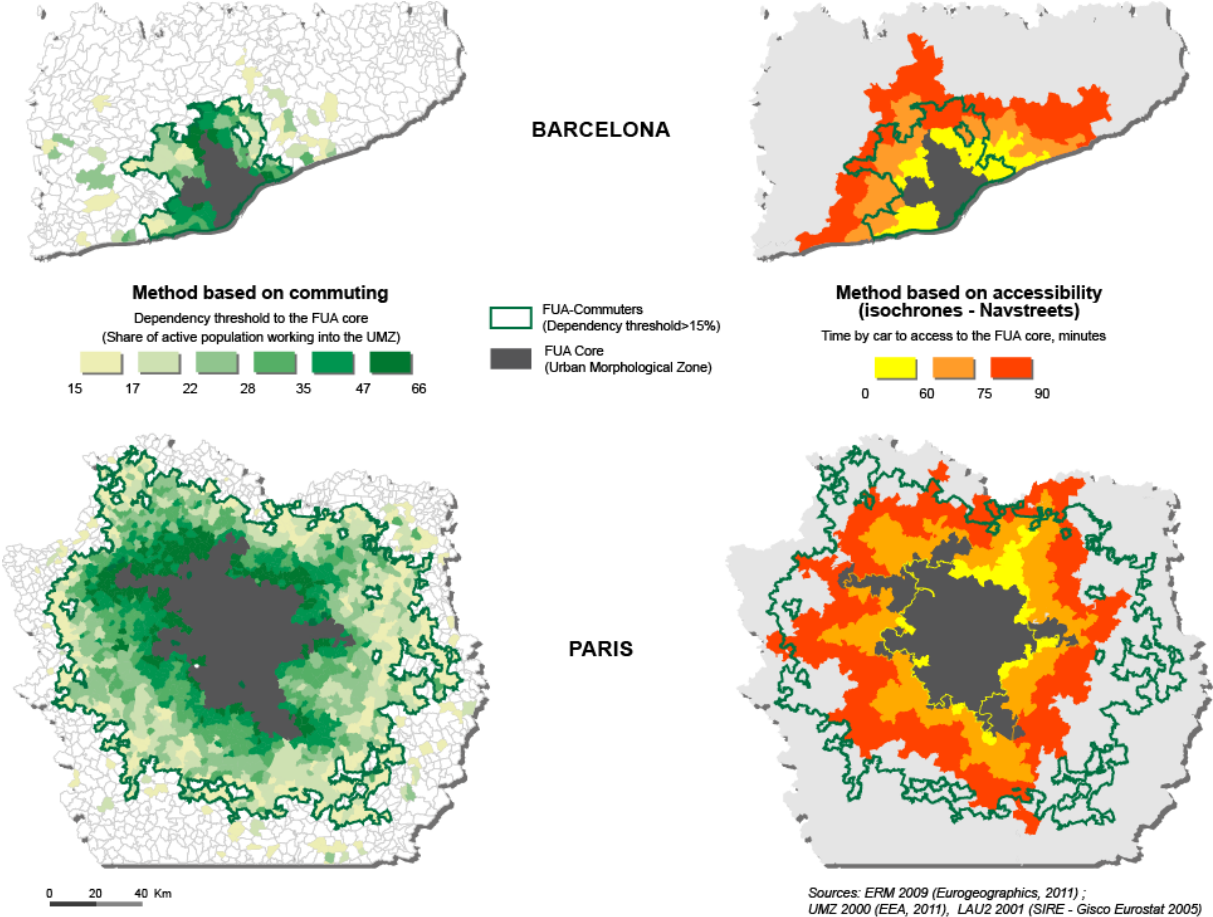 BARCELONA
Method based on commuting
Dependency threshold to the FUA core
(Share of active population working into the UMZ)
15 17 22 28 35 47 66
FUA-Commuters
(Dependency threshold>15%)
FUA Core
(Urban Morphological Zone)
Method based on accessibility
(isochrones - Navstreets)
Time by car to access to the FUA core, minutes
0 60 75 90
PARIS
0 20 40 Km
Sources: ERM 2009 (Eurogeographics, 2011) ;
UMZ 2000 (EEA, 2011), LAU2 2001 (SIRE - Gisco Eurostat 2005)